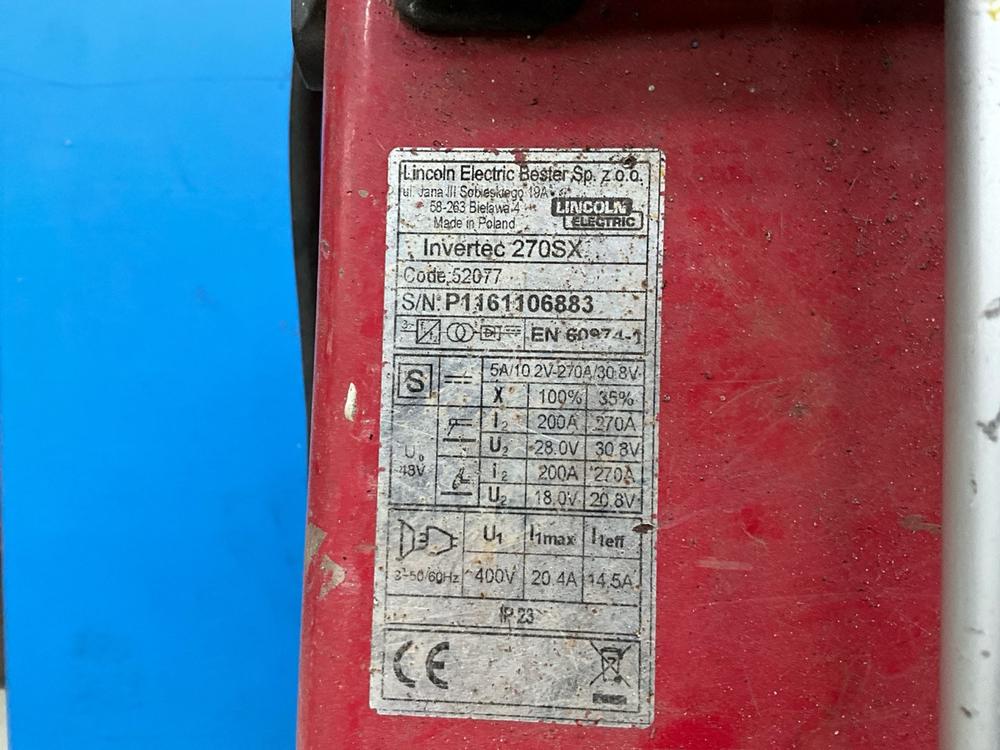 Lincoln Electric Bester Sp. z o.o.
ul. Jana III Sobieskiego 19A
58-263 Bielawa 4
Made in Poland
LINCOLN
ELECTRIC
Invertec 270SX
Code 52077
S/N: P1161106883
3~ EN 60974-1
S 5A/10.2V-270A/30.8V
X 100% 35%
I2 200A 270A
U2 28.0V 30.8V
U0 48V
I2 200A 270A
U2 18.0V 20.8V
U1 I1max I1eff
3~50/60Hz 400V 20.4A 14.5A
IP 23
CE